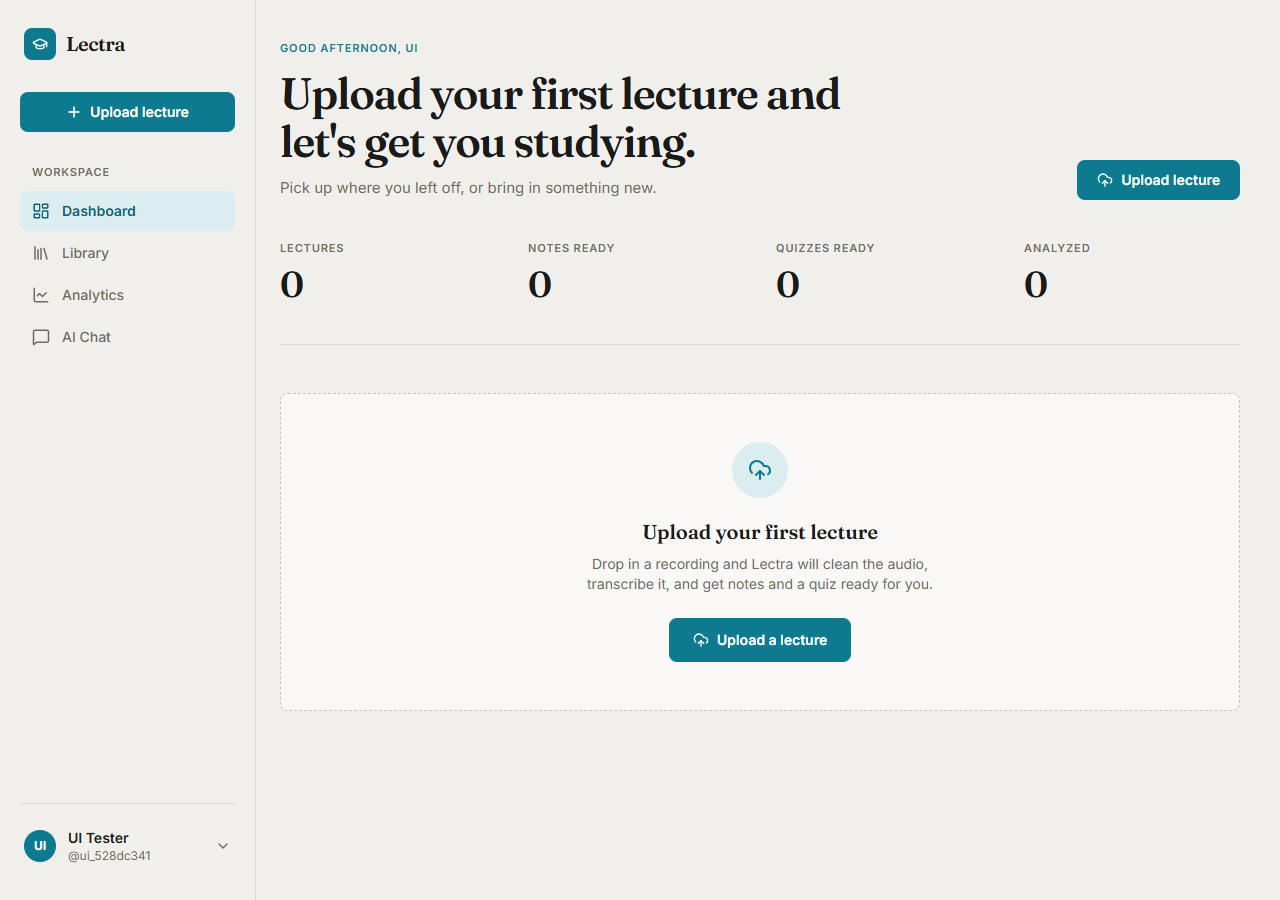 Lectra
Upload lecture
WORKSPACE
Dashboard
Library
Analytics
AI Chat
UI
UI Tester
@ui_528dc341
GOOD AFTERNOON, UI
Upload your first lecture and
let's get you studying.
Pick up where you left off, or bring in something new.
Upload lecture
LECTURES
0
NOTES READY
0
QUIZZES READY
0
ANALYZED
0
Upload your first lecture
Drop in a recording and Lectra will clean the audio,
transcribe it, and get notes and a quiz ready for you.
Upload a lecture